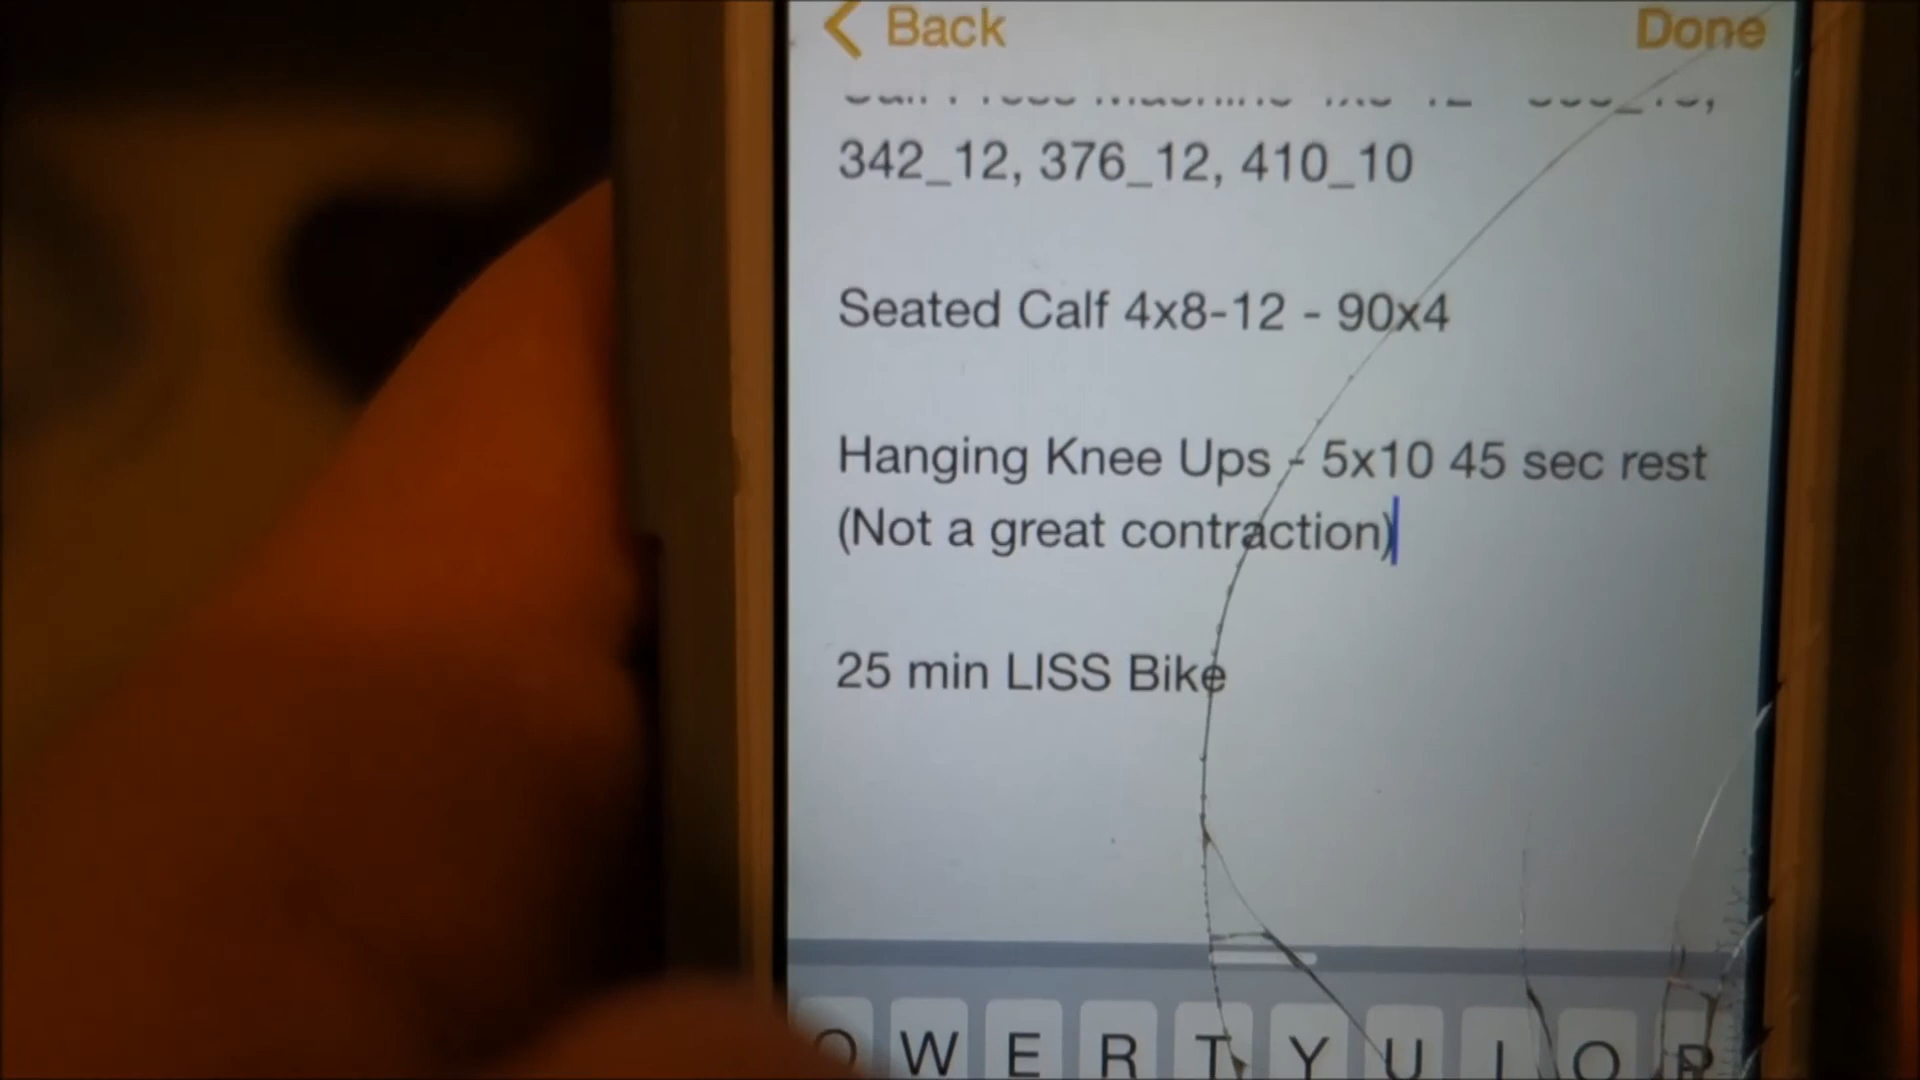 Back
Done
342_12, 376_12, 410_10
Seated Calf 4x8-12 - 90x4
Hanging Knee Ups - 5x10 45 sec rest
(Not a great contraction)
25 min LISS Bike
Q W E R T Y U I O P